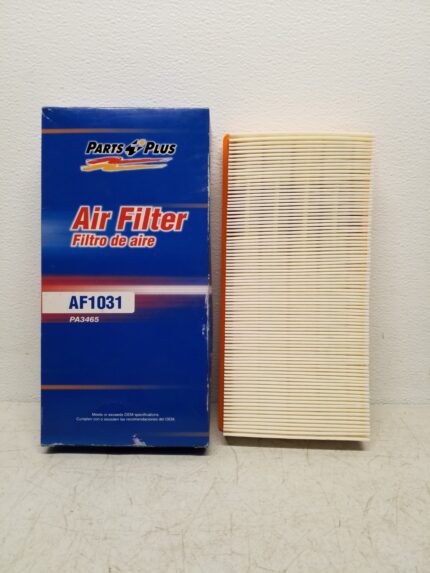 PARTS PLUS
Air Filter
Filtro de aire
AF1031
PA3465
Meets or exceeds OEM specifications.
Cumplen con o exceden las recomendaciones del OEM.